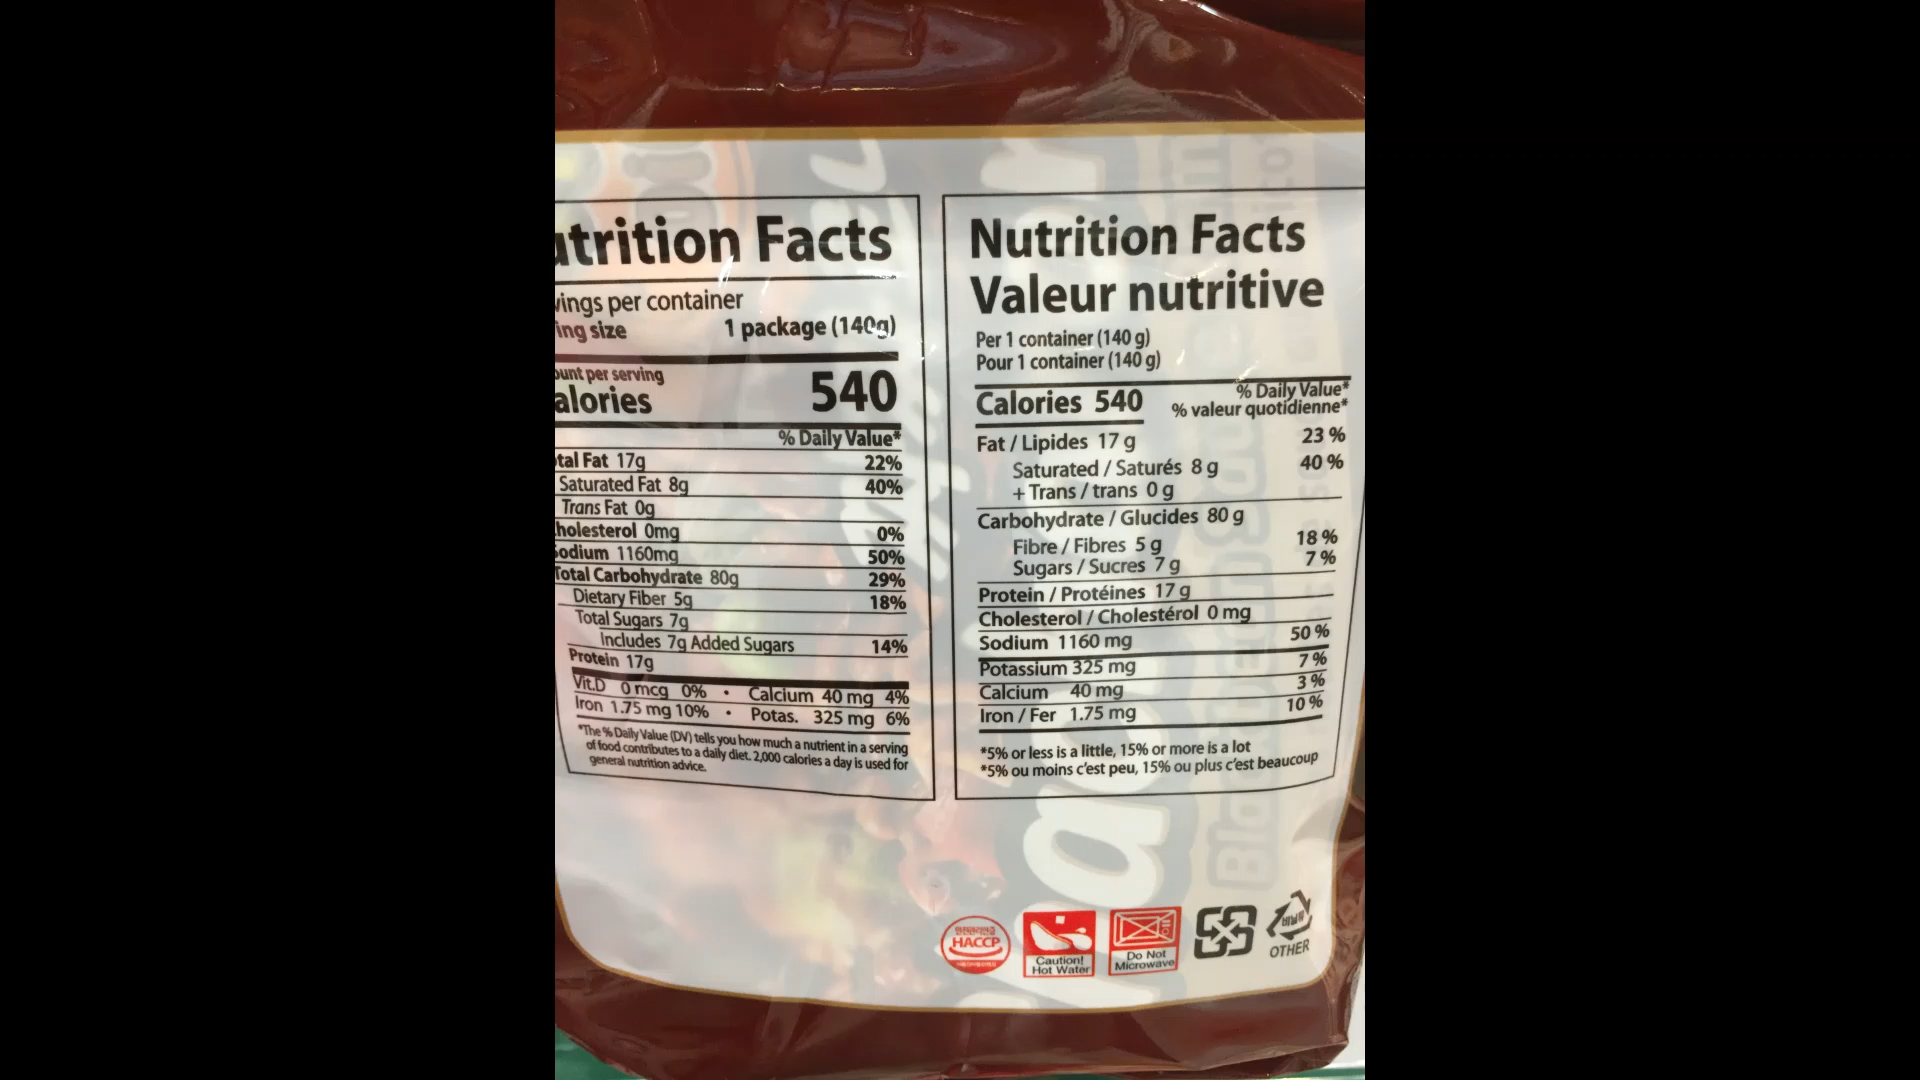 utrition Facts
vings per container
ing size 1 package (140g)
ount per serving
alories 540
% Daily Value*
otal Fat 17g 22%
Saturated Fat 8g 40%
Trans Fat 0g
holesterol 0mg 0%
Sodium 1160mg 50%
Total Carbohydrate 80g 29%
Dietary Fiber 5g 18%
Total Sugars 7g
Includes 7g Added Sugars 14%
Protein 17g
Vit.D 0 mcg 0% • Calcium 40 mg 4%
Iron 1.75 mg 10% • Potas. 325 mg 6%
*The % Daily Value (DV) tells you how much a nutrient in a serving
of food contributes to a daily diet. 2,000 calories a day is used for
general nutrition advice.
Nutrition Facts
Valeur nutritive
Per 1 container (140 g)
Pour 1 container (140 g)
Calories 540 % Daily Value*
% valeur quotidienne*
Fat / Lipides 17 g 23 %
Saturated / Saturés 8 g 40 %
+ Trans / trans 0 g
Carbohydrate / Glucides 80 g
Fibre / Fibres 5 g 18 %
Sugars / Sucres 7 g 7 %
Protein / Protéines 17 g
Cholesterol / Cholestérol 0 mg
Sodium 1160 mg 50 %
Potassium 325 mg 7 %
Calcium 40 mg 3 %
Iron / Fer 1.75 mg 10 %
*5% or less is a little, 15% or more is a lot
*5% ou moins c'est peu, 15% ou plus c'est beaucoup
HACCP
Caution!
Hot Water
Do Not
Microwave
OTHER